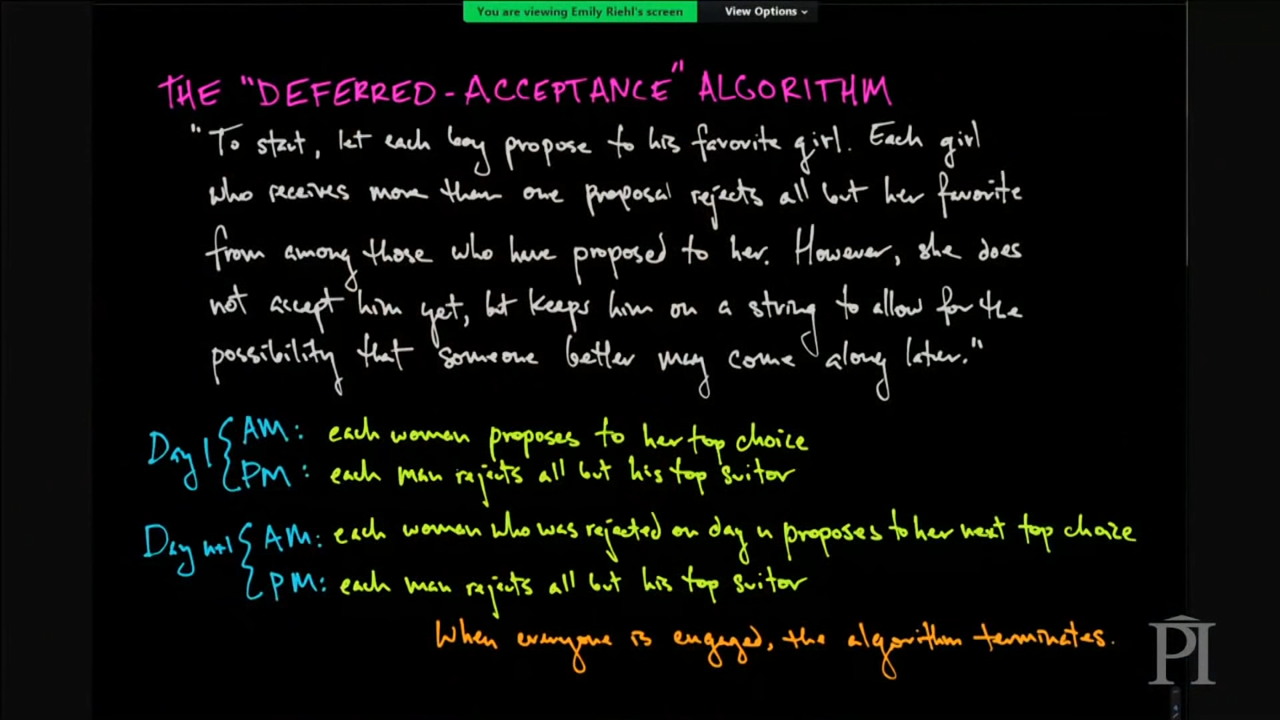 You are viewing Emily Riehl's screen View Options
THE "DEFERRED-ACCEPTANCE" ALGORITHM
"To start, let each boy propose to his favorite girl. Each girl
who receives more than one proposal rejects all but her favorite
from among those who have proposed to her. However, she does
not accept him yet, but keeps him on a string to allow for the
possibility that someone better may come along later."
Day 1 { AM: each woman proposes to her top choice
PM: each man rejects all but his top suitor
Day n+1 { AM: each woman who was rejected on day n proposes to her next top choice
PM: each man rejects all but his top suitor
When everyone is engaged, the algorithm terminates.
PI